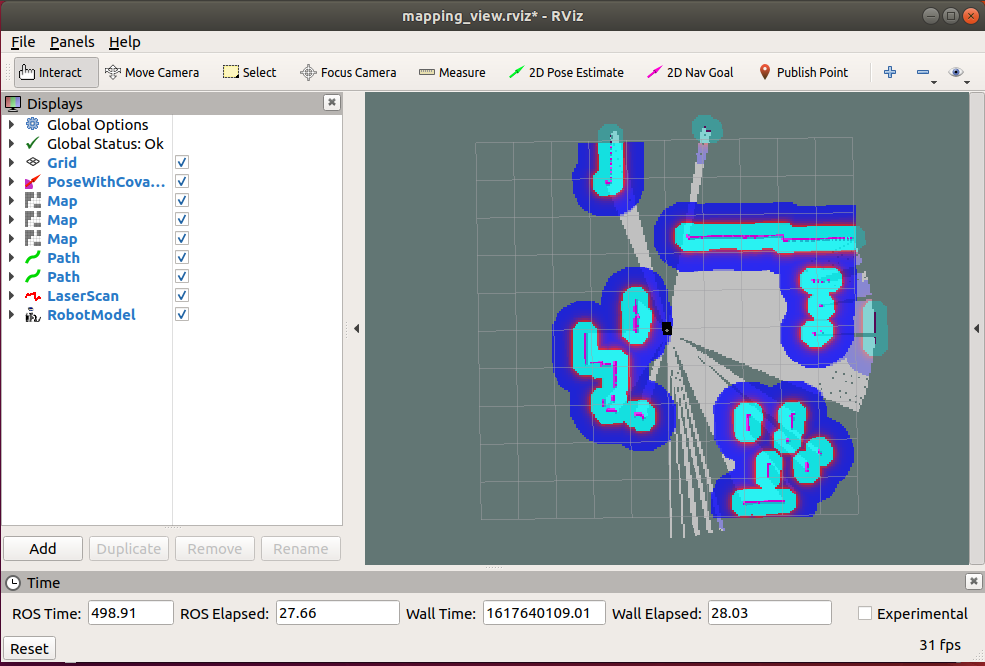 mapping_view.rviz* - RViz
File Panels Help
Interact Move Camera Select Focus Camera Measure 2D Pose Estimate 2D Nav Goal Publish Point
Displays
Global Options
Global Status: Ok
Grid
PoseWithCova...
Map
Map
Map
Path
Path
LaserScan
RobotModel
Add Duplicate Remove Rename
Time
ROS Time: 498.91 ROS Elapsed: 27.66 Wall Time: 1617640109.01 Wall Elapsed: 28.03 Experimental
Reset 31 fps